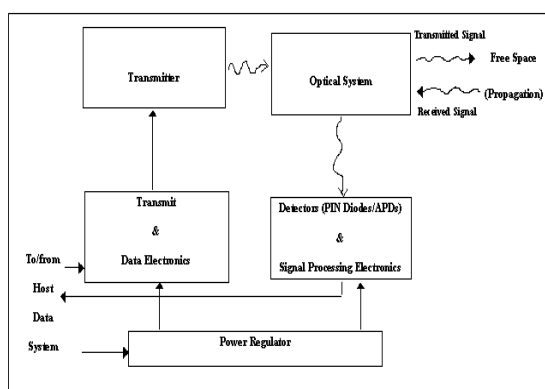 Transmitted Signal
Transmitter
Free Space
Optical System
(Propagation)
Received Signal
Transmit
&
Data Electronics
Detectors (PIN Diodes/APDs)
&
Signal Processing Electronics
To/from
Host
Data
System
Power Regulator